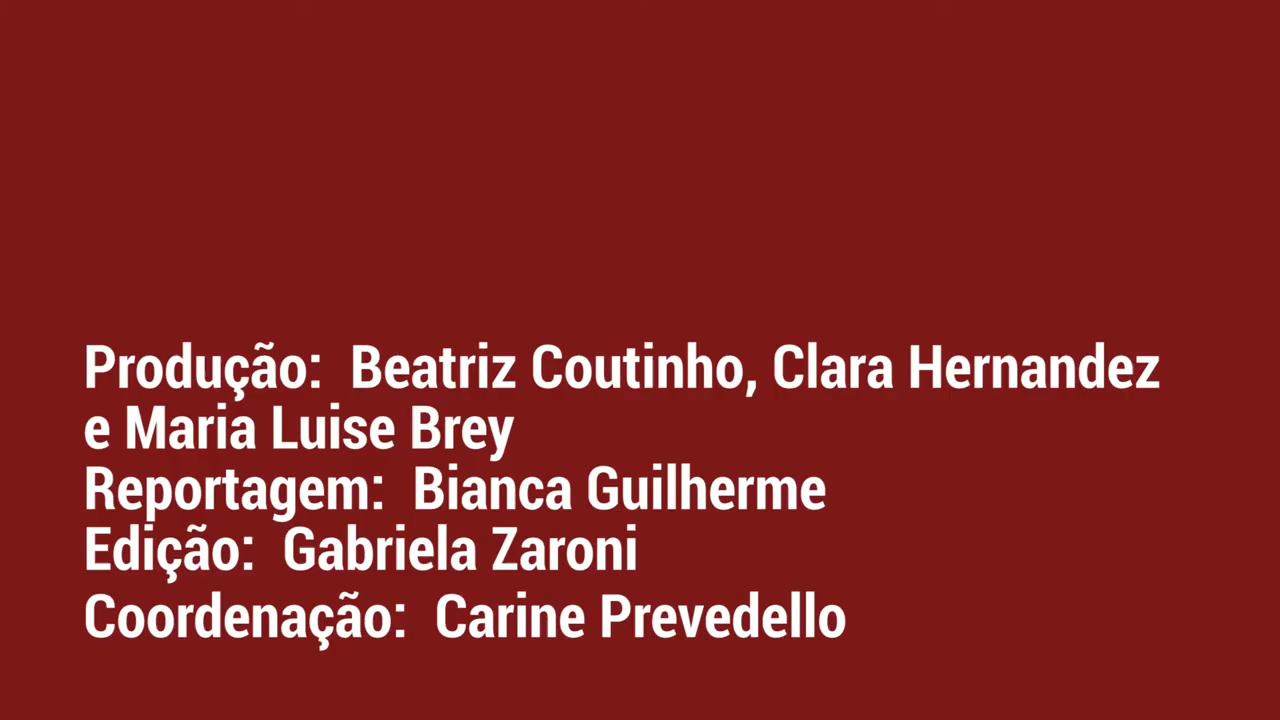 Produção:  Beatriz Coutinho, Clara Hernandez
e Maria Luise Brey
Reportagem:  Bianca Guilherme
Edição:  Gabriela Zaroni
Coordenação:  Carine Prevedello